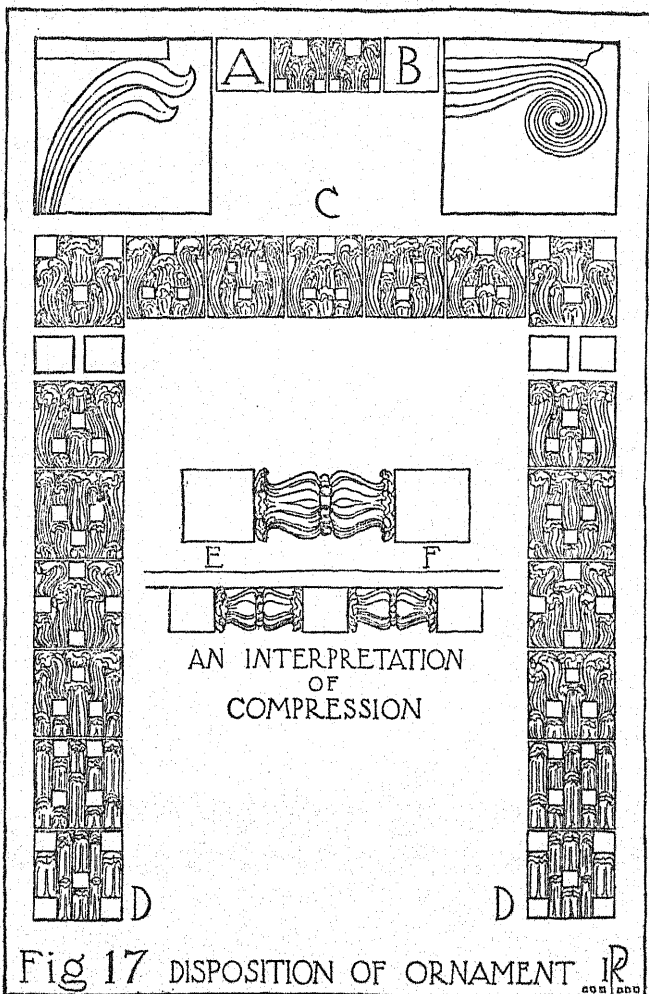 A B
C
E F
AN INTERPRETATION
OF
COMPRESSION
D D
Fig 17 DISPOSITION OF ORNAMENT